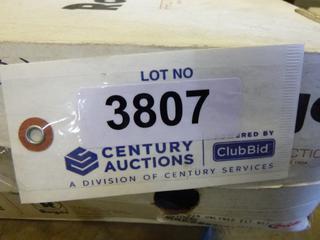 LOT NO
3807
CENTURY
AUCTIONS
POWERED BY
ClubBid
A DIVISION OF CENTURY SERVICES